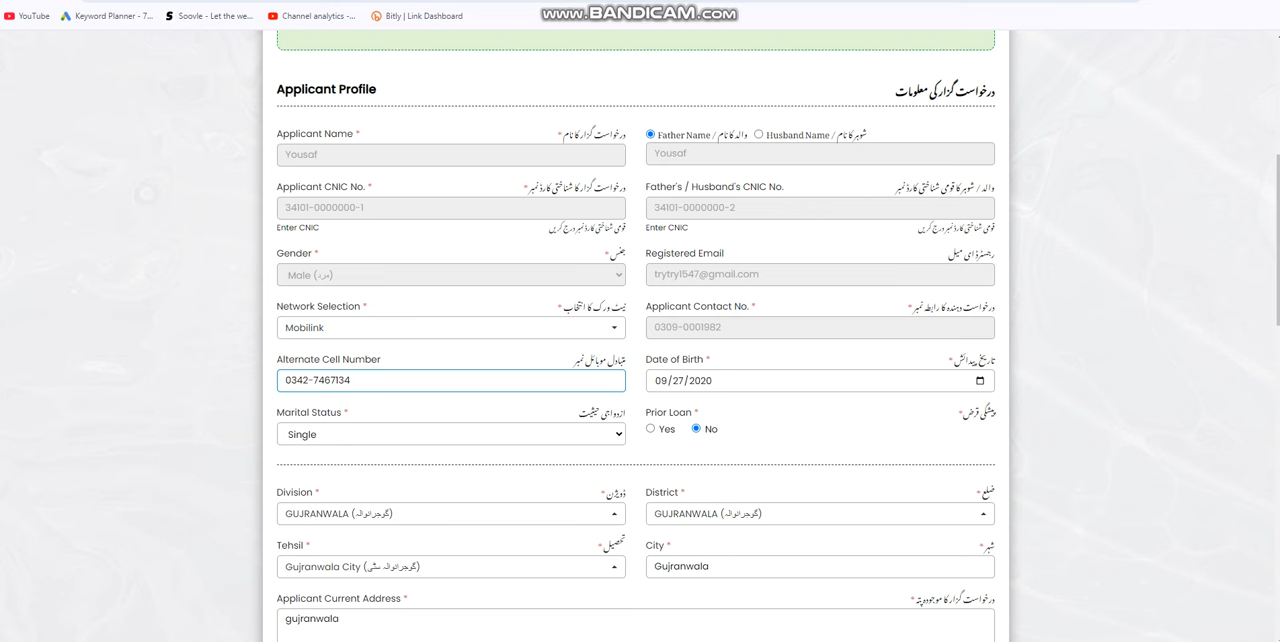 YouTube Keyword Planner - 7... Soovle - Let the we... Channel analytics -... Bitly | Link Dashboard
www.BANDICAM.com
Applicant Profile درخواست گزار کی معلومات
Applicant Name * درخواست گزار کا نام * Father Name / والد کا نام Husband Name / شوہر کا نام
Yousaf Yousaf
Applicant CNIC No. * درخواست گزار کا شناختی کارڈ نمبر * Father's / Husband's CNIC No. والد / شوہر کا قومی شناختی کارڈ نمبر
34101-0000000-1 34101-0000000-2
Enter CNIC قومی شناختی کارڈ نمبر درج کریں Enter CNIC قومی شناختی کارڈ نمبر درج کریں
Gender * جنس * Registered Email رجسٹرڈ ای میل
Male (مرد) trytry1547@gmail.com
Network Selection * نیٹ ورک کا انتخاب * Applicant Contact No. * درخواست دہندہ کا رابطہ نمبر *
Mobilink 0309-0001982
Alternate Cell Number متبادل موبائل نمبر Date of Birth * تاریخ پیدائش *
0342-7467134 09/27/2020
Marital Status * ازدواجی حیثیت Prior Loan * پیشگی قرض *
Single Yes No
Division * ڈویژن * District * ضلع *
GUJRANWALA (گوجرانوالہ) GUJRANWALA (گوجرانوالہ)
Tehsil * تحصیل * City * شہر *
Gujranwala City (گوجرانوالہ سٹی) Gujranwala
Applicant Current Address * درخواست گزار کا موجودہ پتہ *
gujranwala